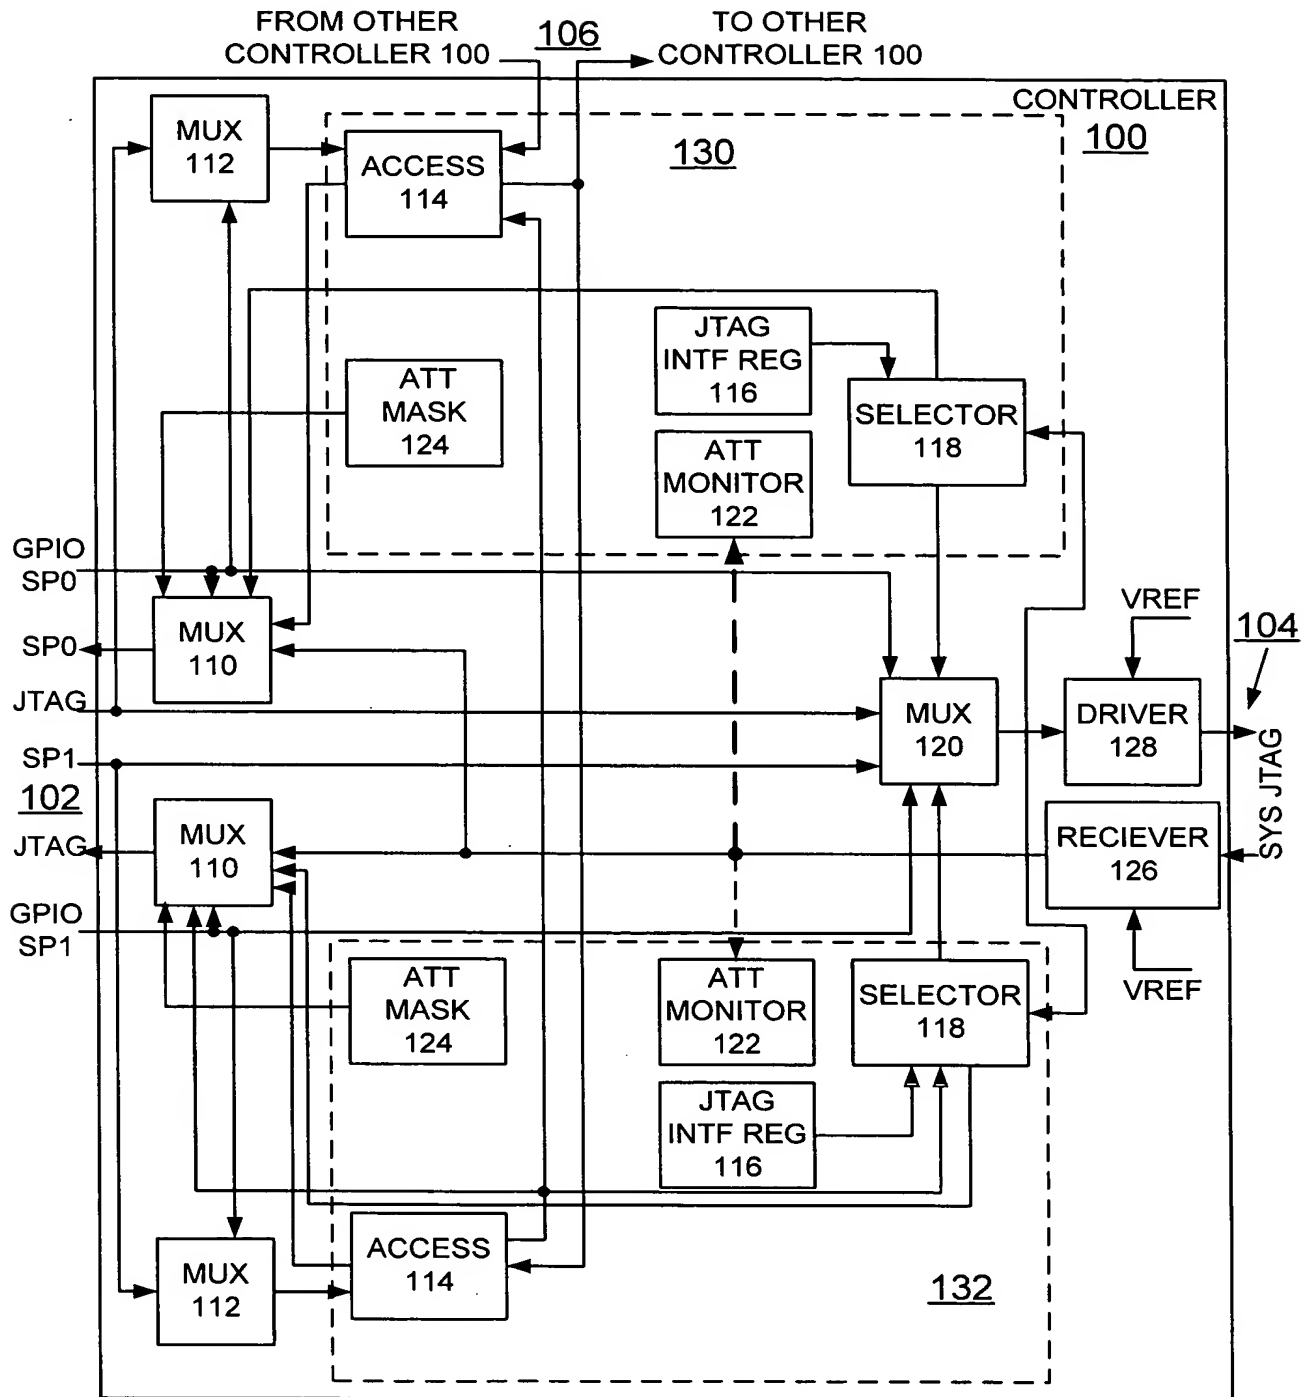 FROM OTHER
CONTROLLER 100
106
TO OTHER
CONTROLLER 100
CONTROLLER
100
MUX
112
ACCESS
114
130
JTAG
INTF REG
116
ATT
MASK
124
SELECTOR
118
ATT
MONITOR
122
GPIO
SP0
MUX
110
SP0
JTAG
VREF
104
MUX
120
DRIVER
128
SP1
102
JTAG
MUX
110
RECIEVER
126
SYS JTAG
GPIO
SP1
VREF
ATT
MASK
124
ATT
MONITOR
122
SELECTOR
118
JTAG
INTF REG
116
MUX
112
ACCESS
114
132